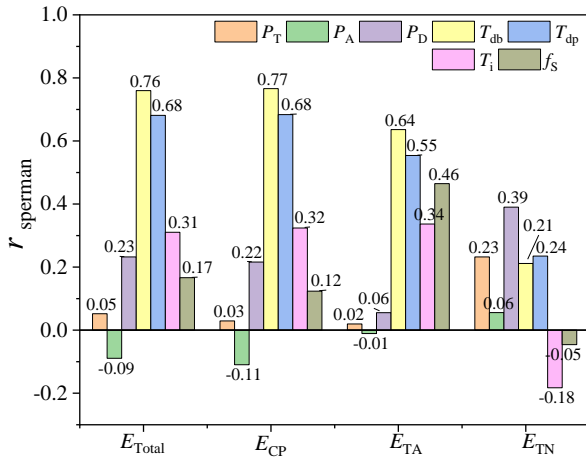 P_T P_A P_D T_db T_dp
T_i f_S
r sperman
1.0
0.8
0.6
0.4
0.2
0.0
-0.2
0.05 -0.09 0.23 0.76 0.68 0.31 0.17
0.03 -0.11 0.22 0.77 0.68 0.32 0.12
0.02 -0.01 0.06 0.64 0.55 0.34 0.46
0.23 0.06 0.39 0.21 0.24 -0.18 -0.05
E_Total E_CP E_TA E_TN